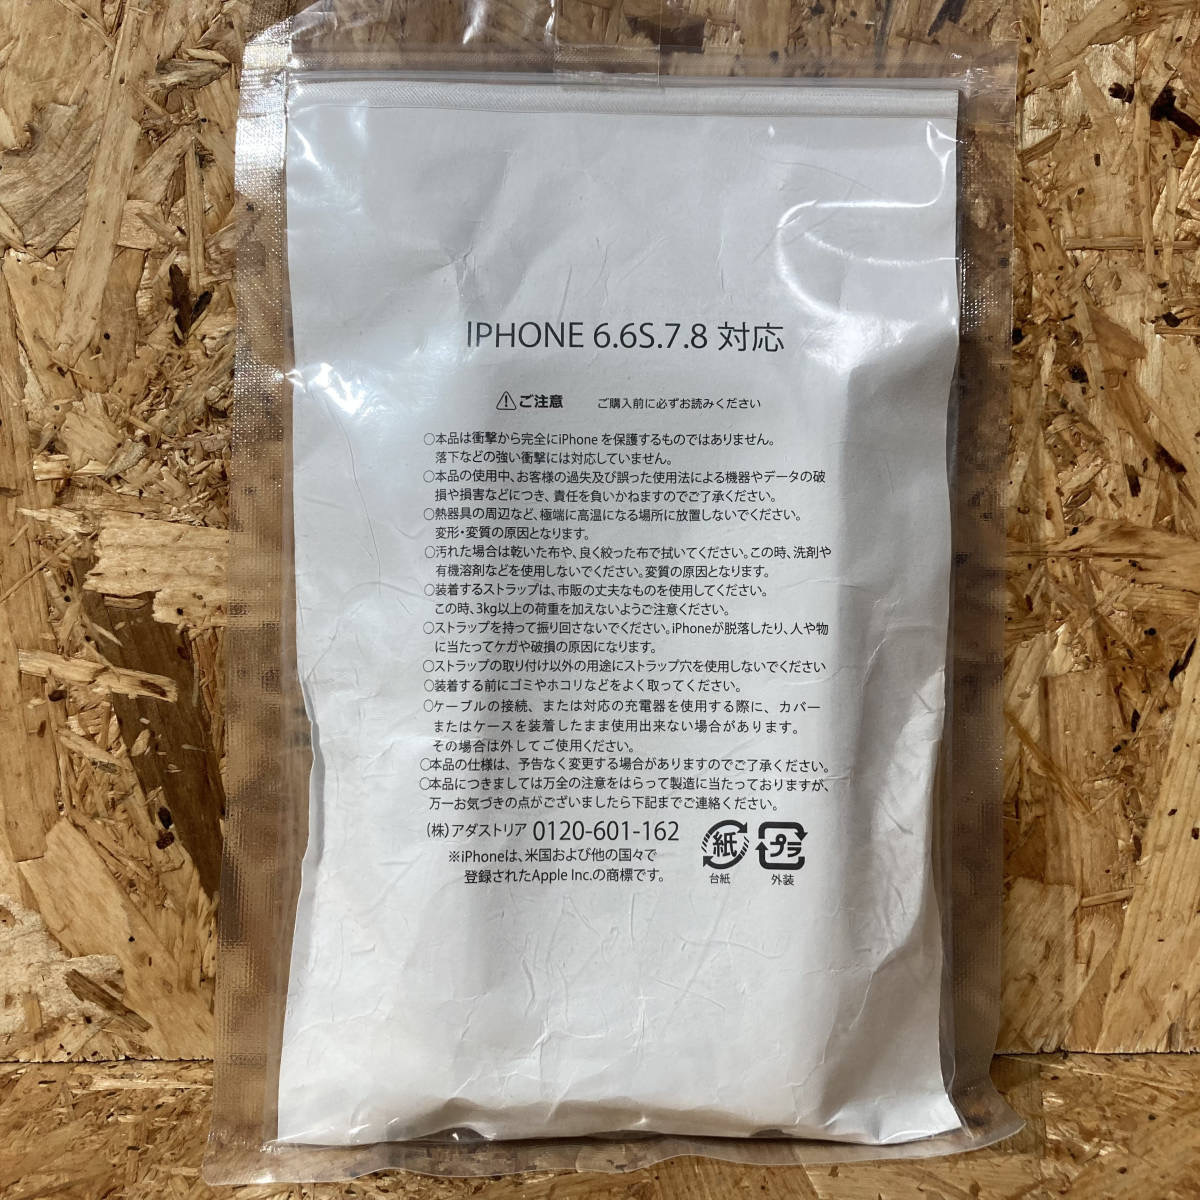 IPHONE 6.6S.7.8 対応
ご注意 ご購入前に必ずお読みください
○本品は衝撃から完全にiPhone を保護するものではありません。
落下などの強い衝撃には対応していません。
○本品の使用中、お客様の過失及び誤った使用法による機器やデータの破
損や損害などにつき、責任を負いかねますのでご了承ください。
○熱器具の周辺など、極端に高温になる場所に放置しないでください。
変形・変質の原因となります。
○汚れた場合は乾いた布や、良く絞った布で拭いてください。この時、洗剤や
有機溶剤などを使用しないでください。変質の原因となります。
○装着するストラップは、市販の丈夫なものを使用してください。
この時、3kg以上の荷重を加えないようご注意ください。
○ストラップを持って振り回さないでください。iPhoneが脱落したり、人や物
に当たってケガや破損の原因になります。
○ストラップの取り付け以外の用途にストラップ穴を使用しないでください
○装着する前にゴミやホコリなどをよく取ってください。
○ケーブルの接続、または対応の充電器を使用する際に、カバー
またはケースを装着したまま使用出来ない場合があります。
その場合は外してご使用ください。
○本品の仕様は、予告なく変更する場合がありますのでご了承ください。
○本品につきましては万全の注意をはらって製造に当たっておりますが、
万一お気づきの点がございましたら下記までご連絡ください。
(株)アダストリア 0120-601-162
※iPhoneは、米国および他の国々で
登録されたApple Inc.の商標です。
紙 プラ
台紙 外装